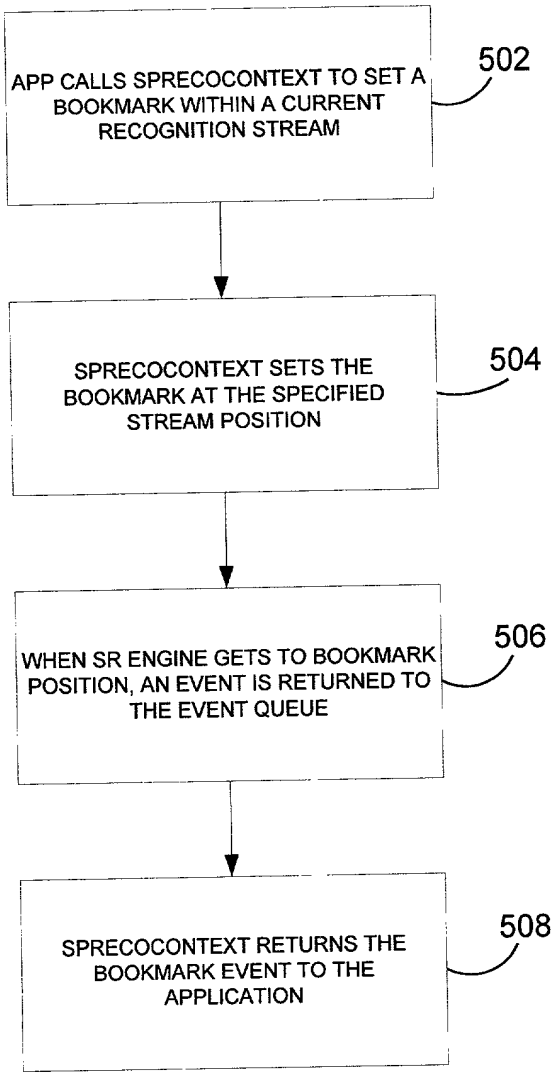 APP CALLS SPRECOCONTEXT TO SET A
BOOKMARK WITHIN A CURRENT
RECOGNITION STREAM
502
SPRECOCONTEXT SETS THE
BOOKMARK AT THE SPECIFIED
STREAM POSITION
504
WHEN SR ENGINE GETS TO BOOKMARK
POSITION, AN EVENT IS RETURNED TO
THE EVENT QUEUE
506
SPRECOCONTEXT RETURNS THE
BOOKMARK EVENT TO THE
APPLICATION
508